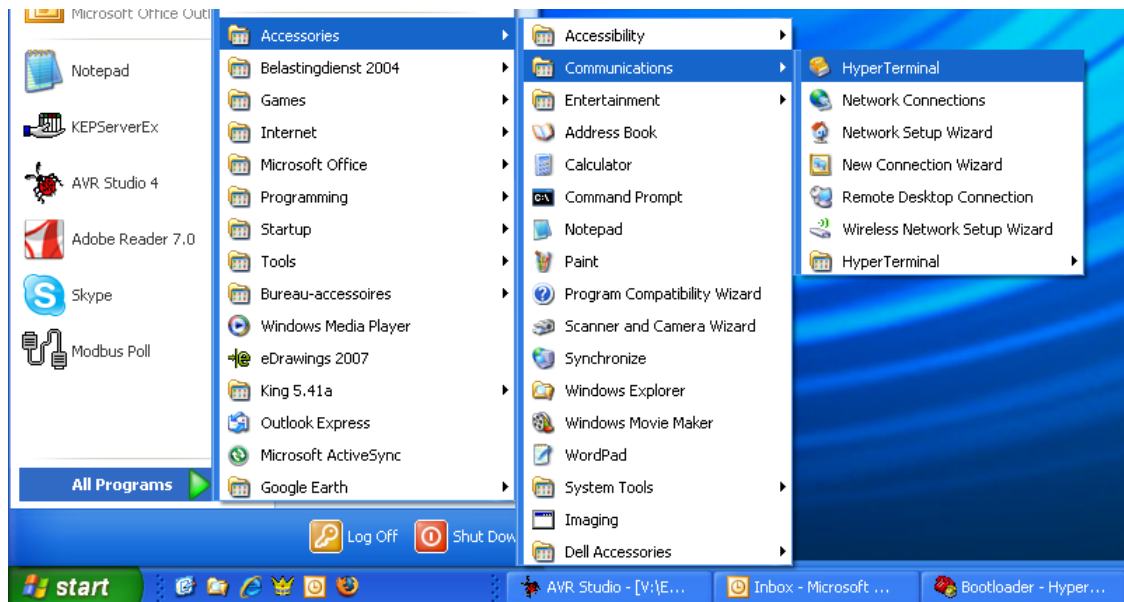 Microsoft Office Outl
Notepad
KEPServerEx
AVR Studio 4
Adobe Reader 7.0
Skype
Modbus Poll
All Programs
Accessories
Belastingdienst 2004
Games
Internet
Microsoft Office
Programming
Startup
Tools
Bureau-accessoires
Windows Media Player
eDrawings 2007
King 5.41a
Outlook Express
Microsoft ActiveSync
Google Earth
Accessibility
Communications
Entertainment
Address Book
Calculator
C:\
Command Prompt
Notepad
Paint
Program Compatibility Wizard
Scanner and Camera Wizard
Synchronize
Windows Explorer
Windows Movie Maker
WordPad
System Tools
Imaging
Dell Accessories
HyperTerminal
Network Connections
Network Setup Wizard
New Connection Wizard
Remote Desktop Connection
Wireless Network Setup Wizard
HyperTerminal
Log Off
Shut Dow
start
AVR Studio - [V:\E...
Inbox - Microsoft ...
Bootloader - Hyper...